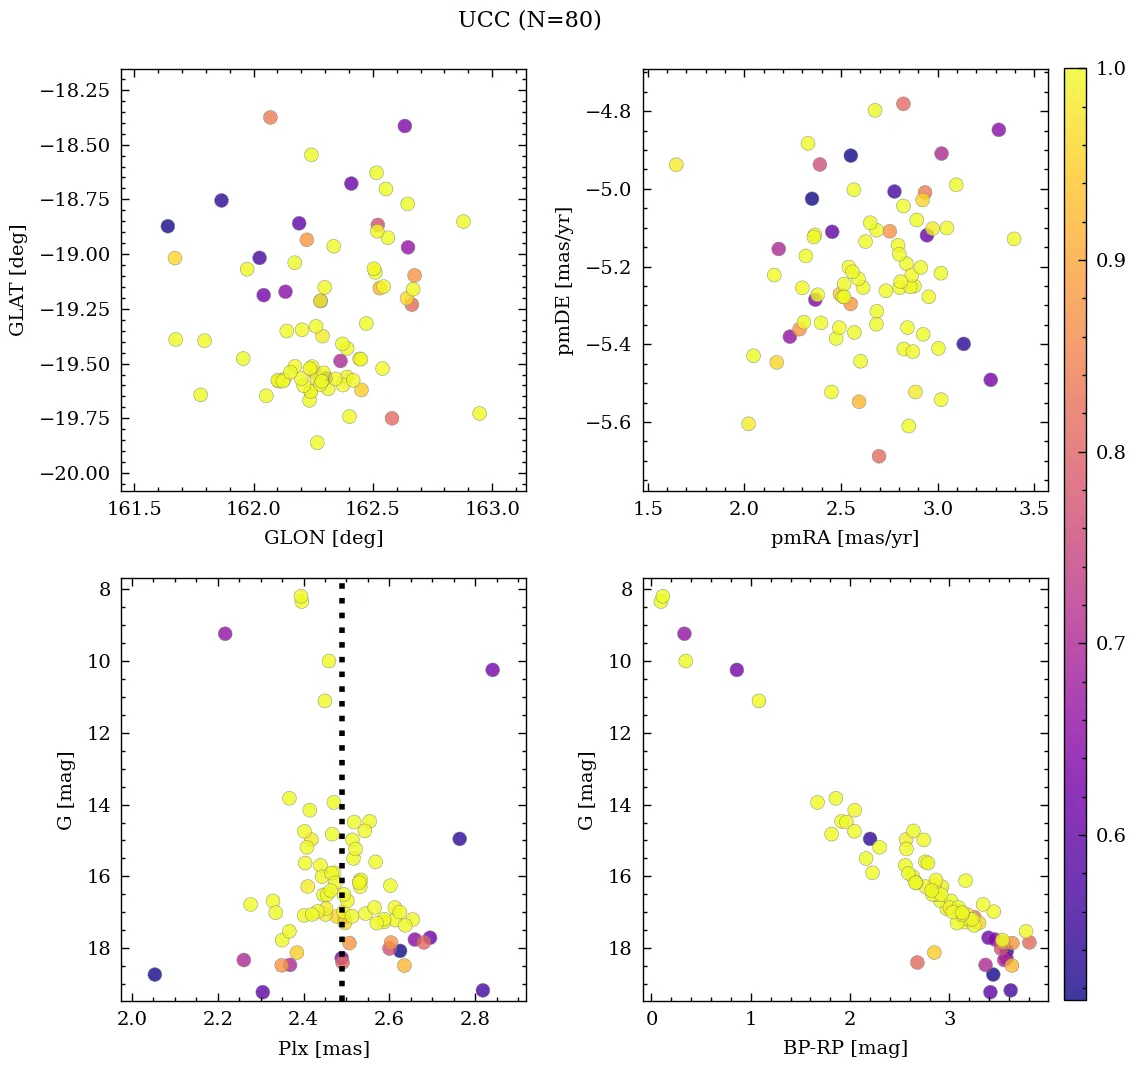 UCC (N=80)
−18.25
−18.50
−18.75
−19.00
−19.25
−19.50
−19.75
−20.00
GLAT [deg]
161.5 162.0 162.5 163.0
GLON [deg]
−4.8
−5.0
−5.2
−5.4
−5.6
pmDE [mas/yr]
1.5 2.0 2.5 3.0 3.5
pmRA [mas/yr]
8
10
12
14
16
18
G [mag]
2.0 2.2 2.4 2.6 2.8
Plx [mas]
8
10
12
14
16
18
G [mag]
0 1 2 3
BP-RP [mag]
1.0
0.9
0.8
0.7
0.6